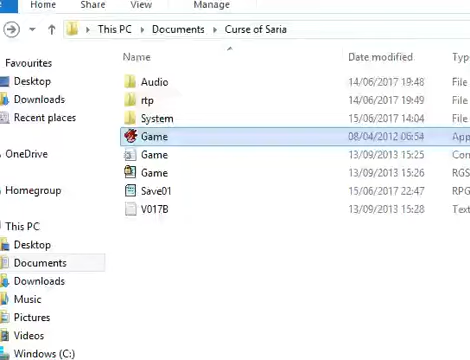 Home Share View Manage
This PC Documents Curse of Saria
Name Date modified Typ
Favourites
Desktop
Downloads
Recent places
OneDrive
Homegroup
This PC
Desktop
Documents
Downloads
Music
Pictures
Videos
Windows (C:)
Audio 14/06/2017 19:48 File
rtp 14/06/2017 19:49 File
System 15/06/2017 14:04 File
Game 08/04/2012 06:54 App
Game 13/09/2013 15:25 Con
Game 13/09/2013 15:26 RGS
Save01 15/06/2017 22:47 RPG
V017B 13/09/2013 15:28 Text